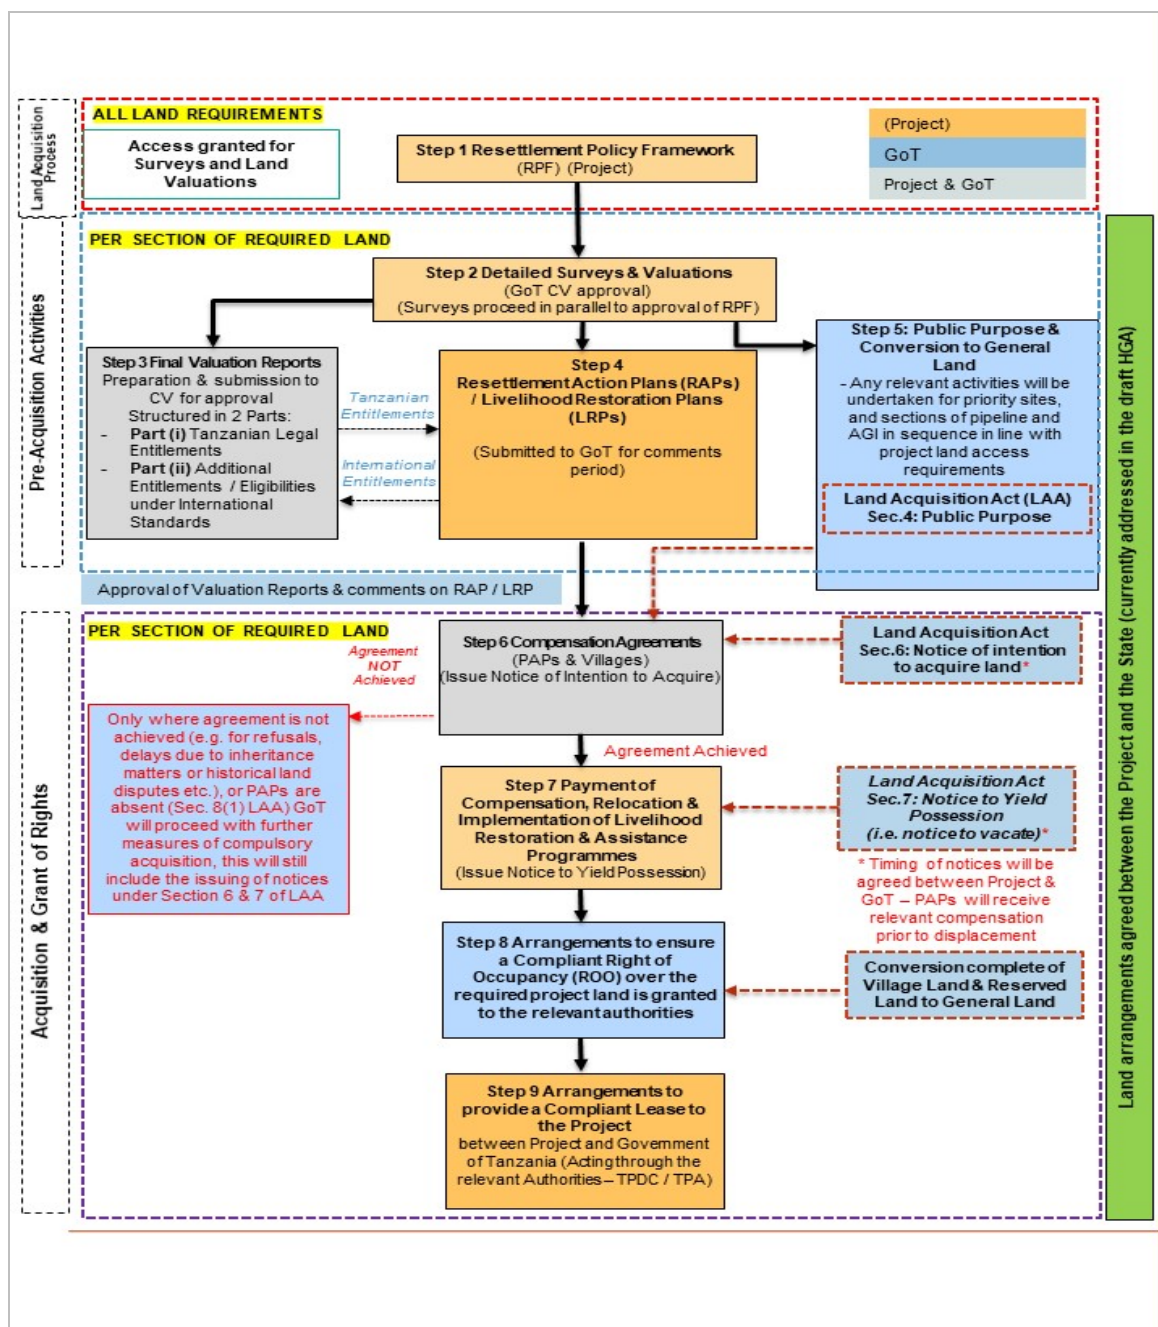 Land Acquisition
Process
ALL LAND REQUIREMENTS
Access granted for
Surveys and Land
Valuations
Step 1 Resettlement Policy Framework
(RPF) (Project)
(Project)
GoT
Project & GoT
Pre-Acquisition Activities
PER SECTION OF REQUIRED LAND
Step 2 Detailed Surveys & Valuations
(GoT CV approval)
(Surveys proceed in parallel to approval of RPF)
Step 3 Final Valuation Reports
Preparation & submission to
CV for approval
Structured in 2 Parts:
- Part (i) Tanzanian Legal
Entitlements
- Part (ii) Additional
Entitlements / Eligibilities
under International
Standards
Tanzanian
Entitlements
International
Entitlements
Step 4
Resettlement Action Plans (RAPs)
/ Livelihood Restoration Plans
(LRPs)
(Submitted to GoT for comments
period)
Step 5: Public Purpose &
Conversion to General
Land
- Any relevant activities will be
undertaken for priority sites,
and sections of pipeline and
AGI in sequence in line with
project land access
requirements
Land Acquisition Act (LAA)
Sec.4: Public Purpose
Approval of Valuation Reports & comments on RAP / LRP
Acquisition & Grant of Rights
PER SECTION OF REQUIRED LAND
Agreement
NOT
Achieved
Step 6 Compensation Agreements
(PAPs & Villages)
(Issue Notice of Intention to Acquire)
Land Acquisition Act
Sec.6: Notice of intention
to acquire land*
Only where agreement is not
achieved (e.g. for refusals,
delays due to inheritance
matters or historical land
disputes etc.), or PAPs are
absent (Sec. 8(1) LAA) GoT
will proceed with further
measures of compulsory
acquisition, this will still
include the issuing of notices
under Section 6 & 7 of LAA
Agreement Achieved
Step 7 Payment of
Compensation, Relocation &
Implementation of Livelihood
Restoration & Assistance
Programmes
(Issue Notice to Yield Possession)
Land Acquisition Act
Sec.7: Notice to Yield
Possession
(i.e. notice to vacate)*
* Timing of notices will be
agreed between Project &
GoT – PAPs will receive
relevant compensation
prior to displacement
Step 8 Arrangements to ensure
a Compliant Right of
Occupancy (ROO) over the
required project land is granted
to the relevant authorities
Conversion complete of
Village Land & Reserved
Land to General Land
Step 9 Arrangements to
provide a Compliant Lease to
the Project
between Project and Government
of Tanzania (Acting through the
relevant Authorities – TPDC / TPA)
Land arrangements agreed between the Project and the State (currently addressed in the draft HGA)